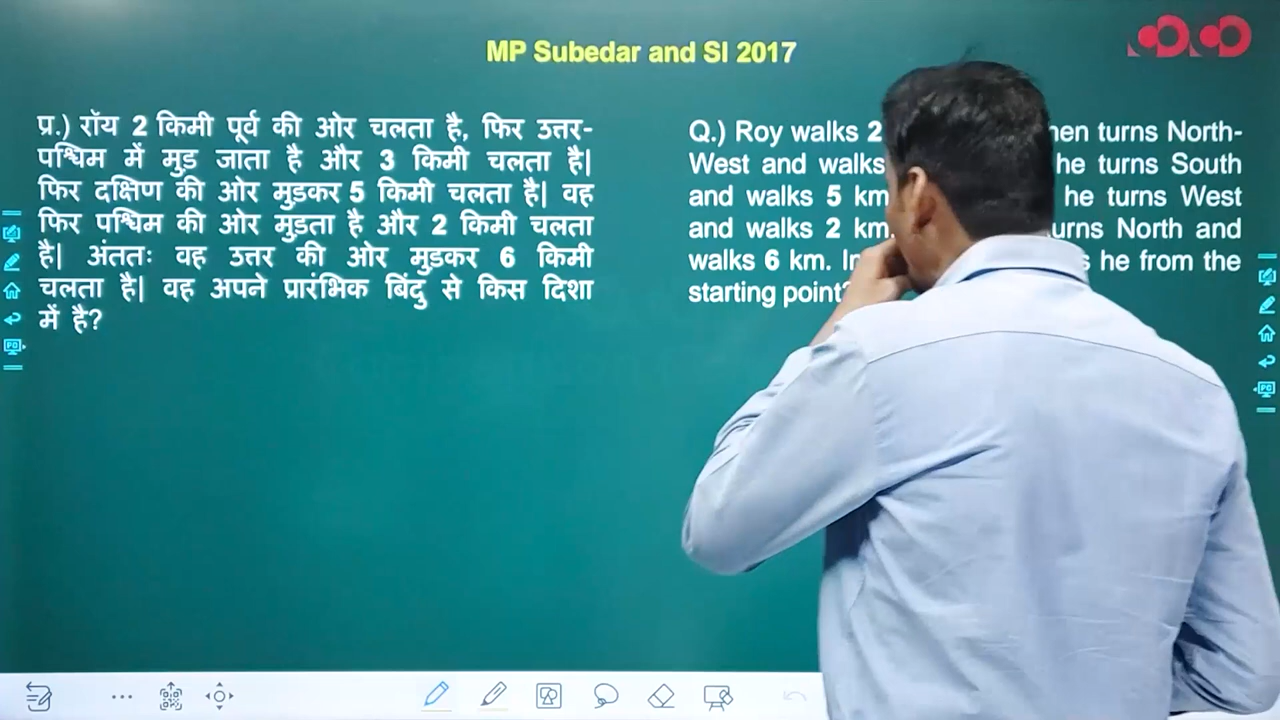 MP Subedar and SI 2017
प्र.) रॉय 2 किमी पूर्व की ओर चलता है, फिर उत्तर-
पश्चिम में मुड़ जाता है और 3 किमी चलता है|
फिर दक्षिण की ओर मुड़कर 5 किमी चलता है| वह
फिर पश्चिम की ओर मुड़ता है और 2 किमी चलता
है| अंततः वह उत्तर की ओर मुड़कर 6 किमी
चलता है| वह अपने प्रारंभिक बिंदु से किस दिशा
में है?
Q.) Roy walks 2 turns North-
West and walks he turns South
and walks 5 km he turns West
and walks 2 km. North and
walks 6 km. he from the
starting point?